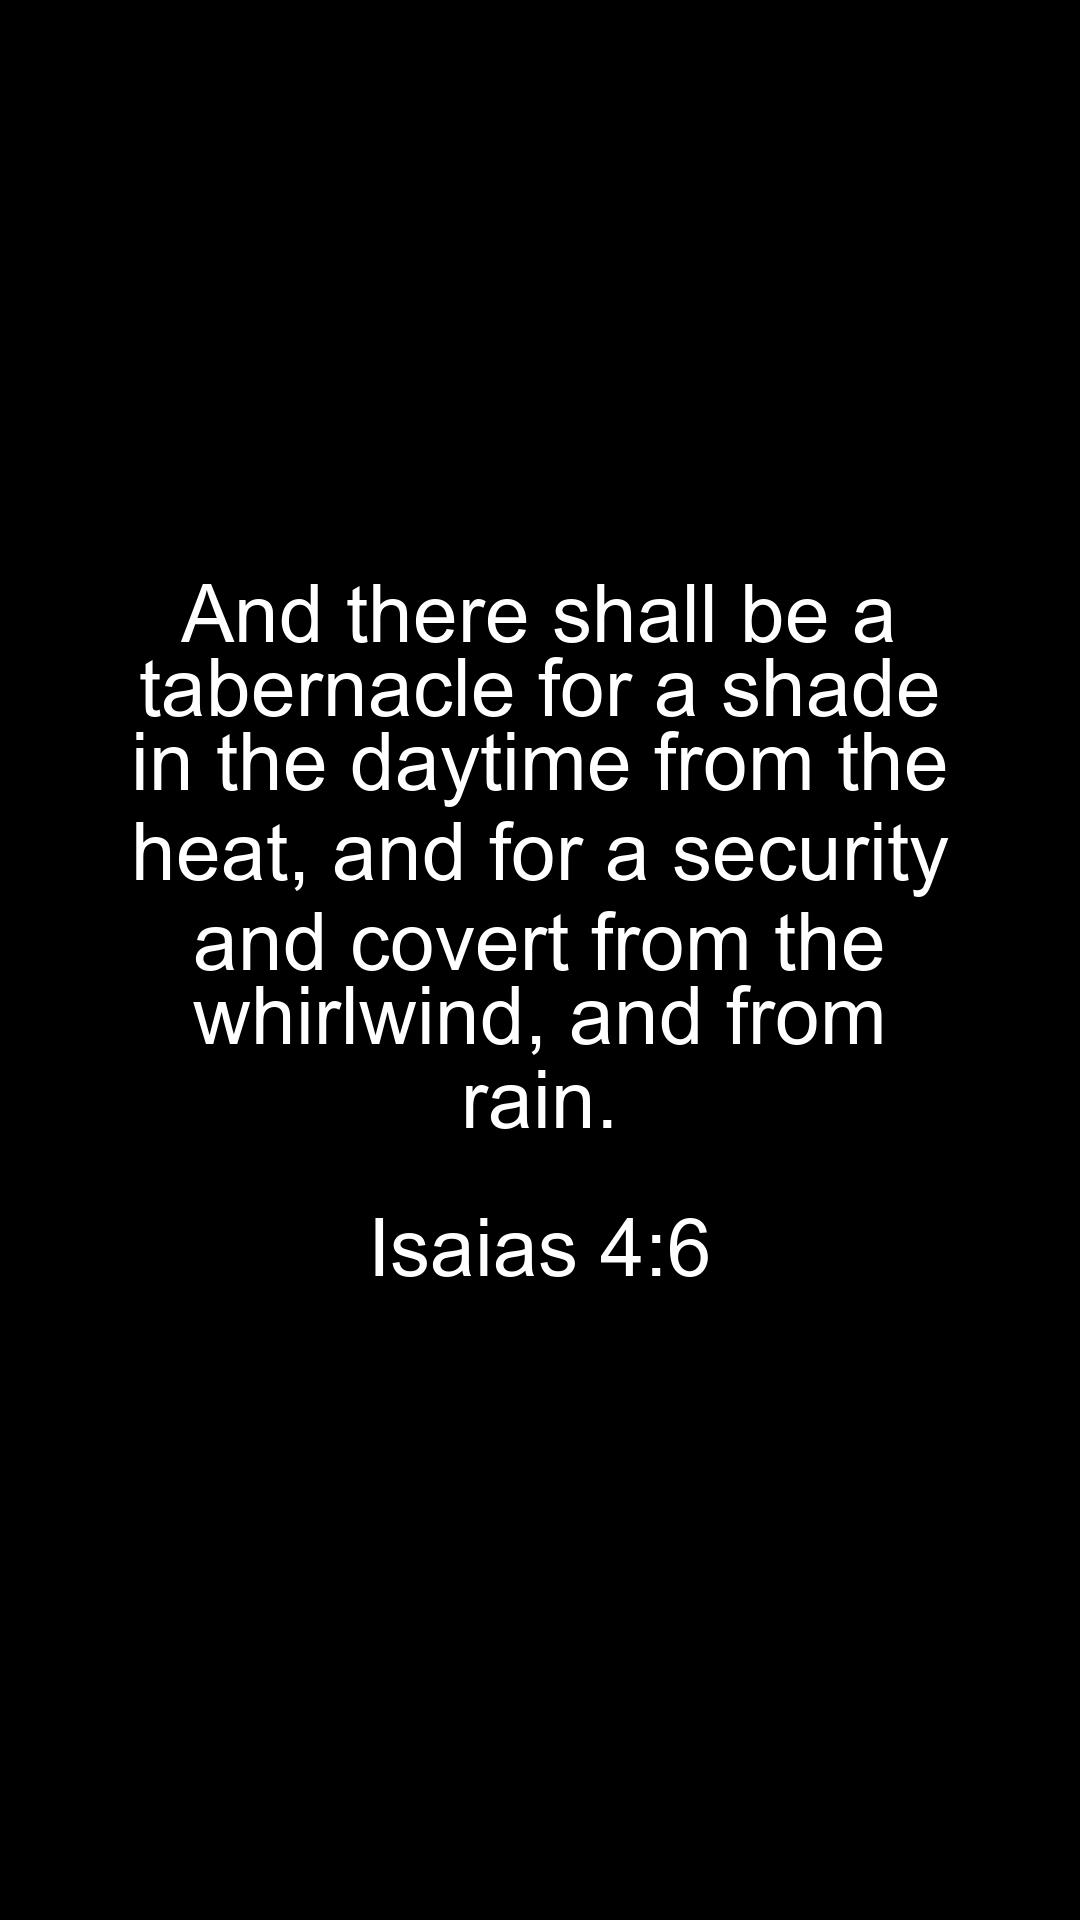 And there shall be a
tabernacle for a shade
in the daytime from the
heat, and for a security
and covert from the
whirlwind, and from
rain.
Isaias 4:6